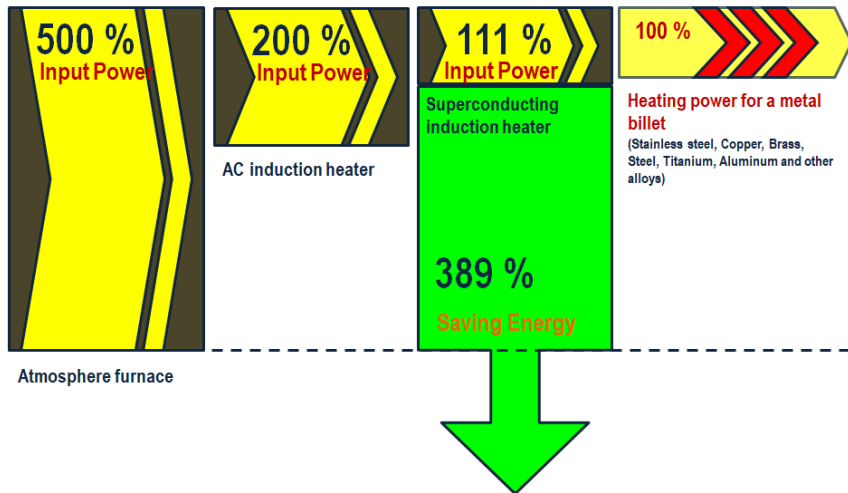 500 %
Input Power
Atmosphere furnace
200 %
Input Power
AC induction heater
111 %
Input Power
Superconducting
induction heater
389 %
Saving Energy
100 %
Heating power for a metal
billet
(Stainless steel, Copper, Brass,
Steel, Titanium, Aluminum and other
alloys)